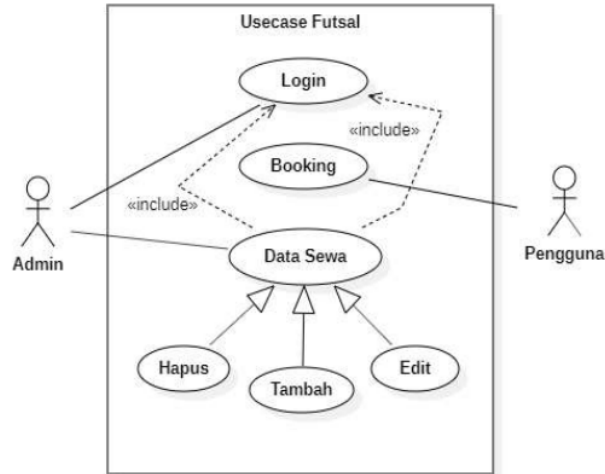 Usecase Futsal
Login
«include»
Booking
«include»
Admin
Data Sewa
Pengguna
Hapus
Tambah
Edit